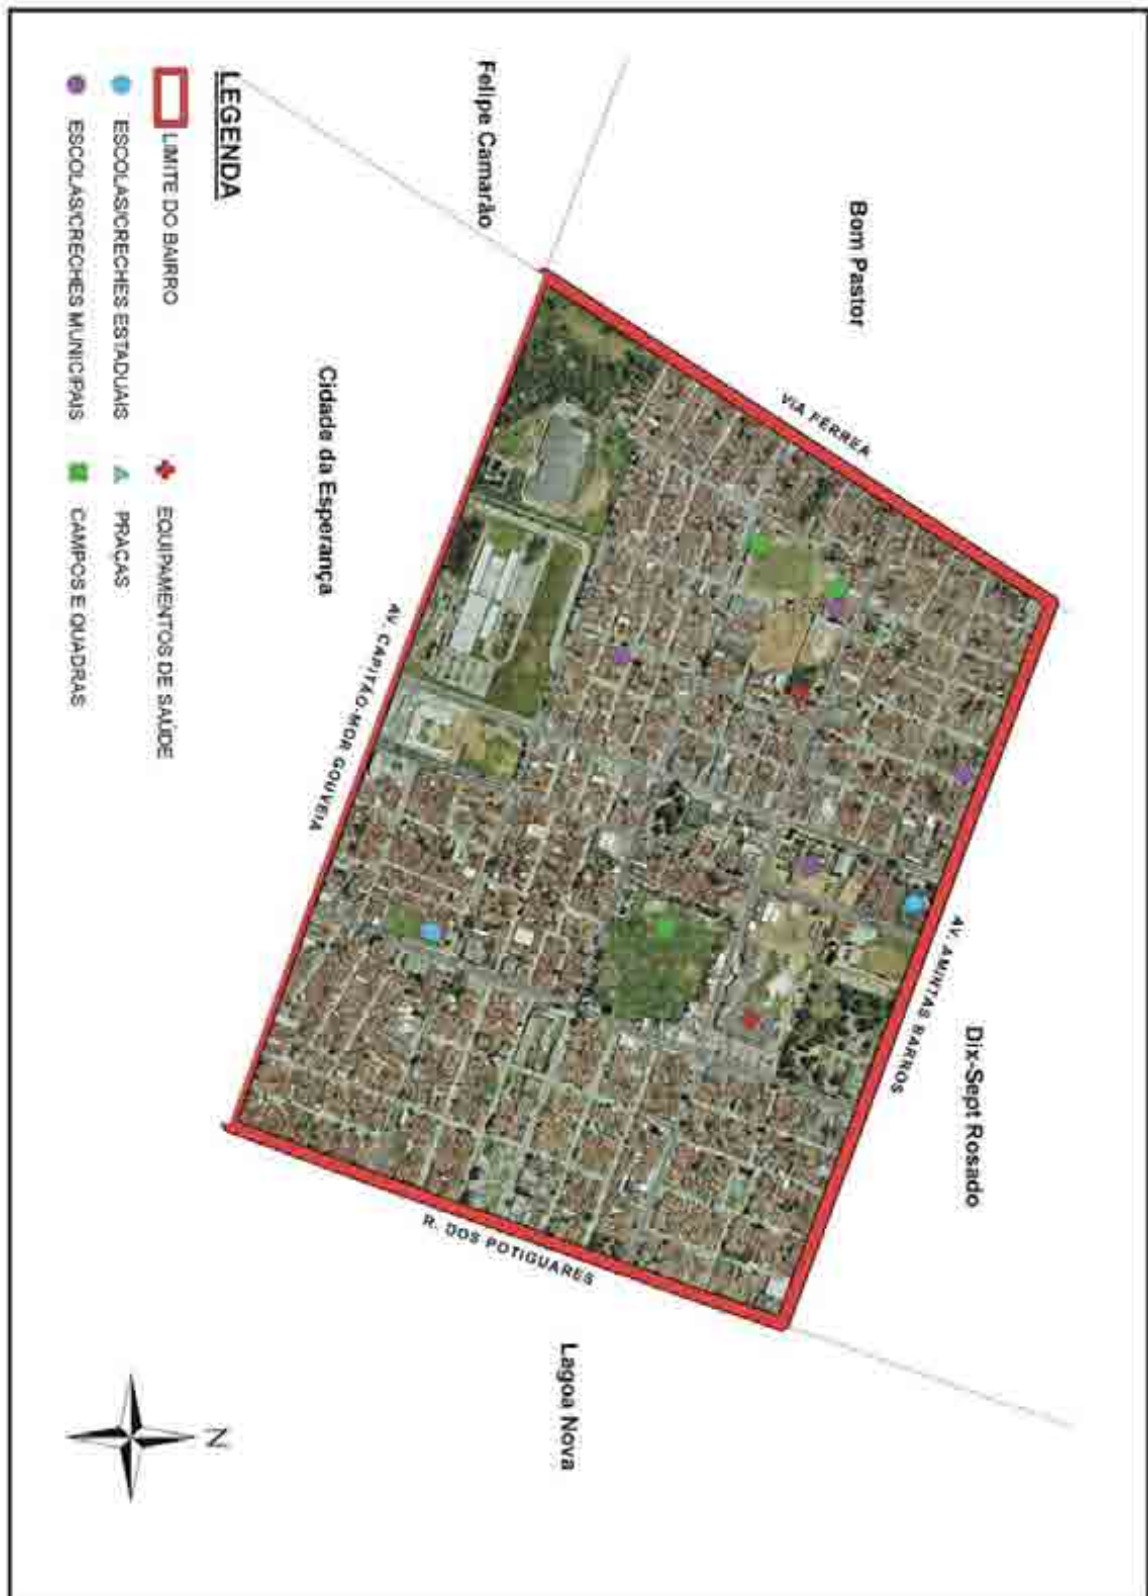 Bom Pastor
Felipe Camarão
VIA FÉRREA
Dix-Sept Rosado
AV. AMINTAS BARROS
Cidade da Esperança
AV. CAPITÃO-MOR GOUVEIA
R. DOS POTIGUARES
Lagoa Nova
LEGENDA
LIMITE DO BAIRRO
ESCOLAS/CRECHES ESTADUAIS
ESCOLAS/CRECHES MUNICIPAIS
EQUIPAMENTOS DE SAÚDE
PRAÇAS
CAMPOS E QUADRAS
N